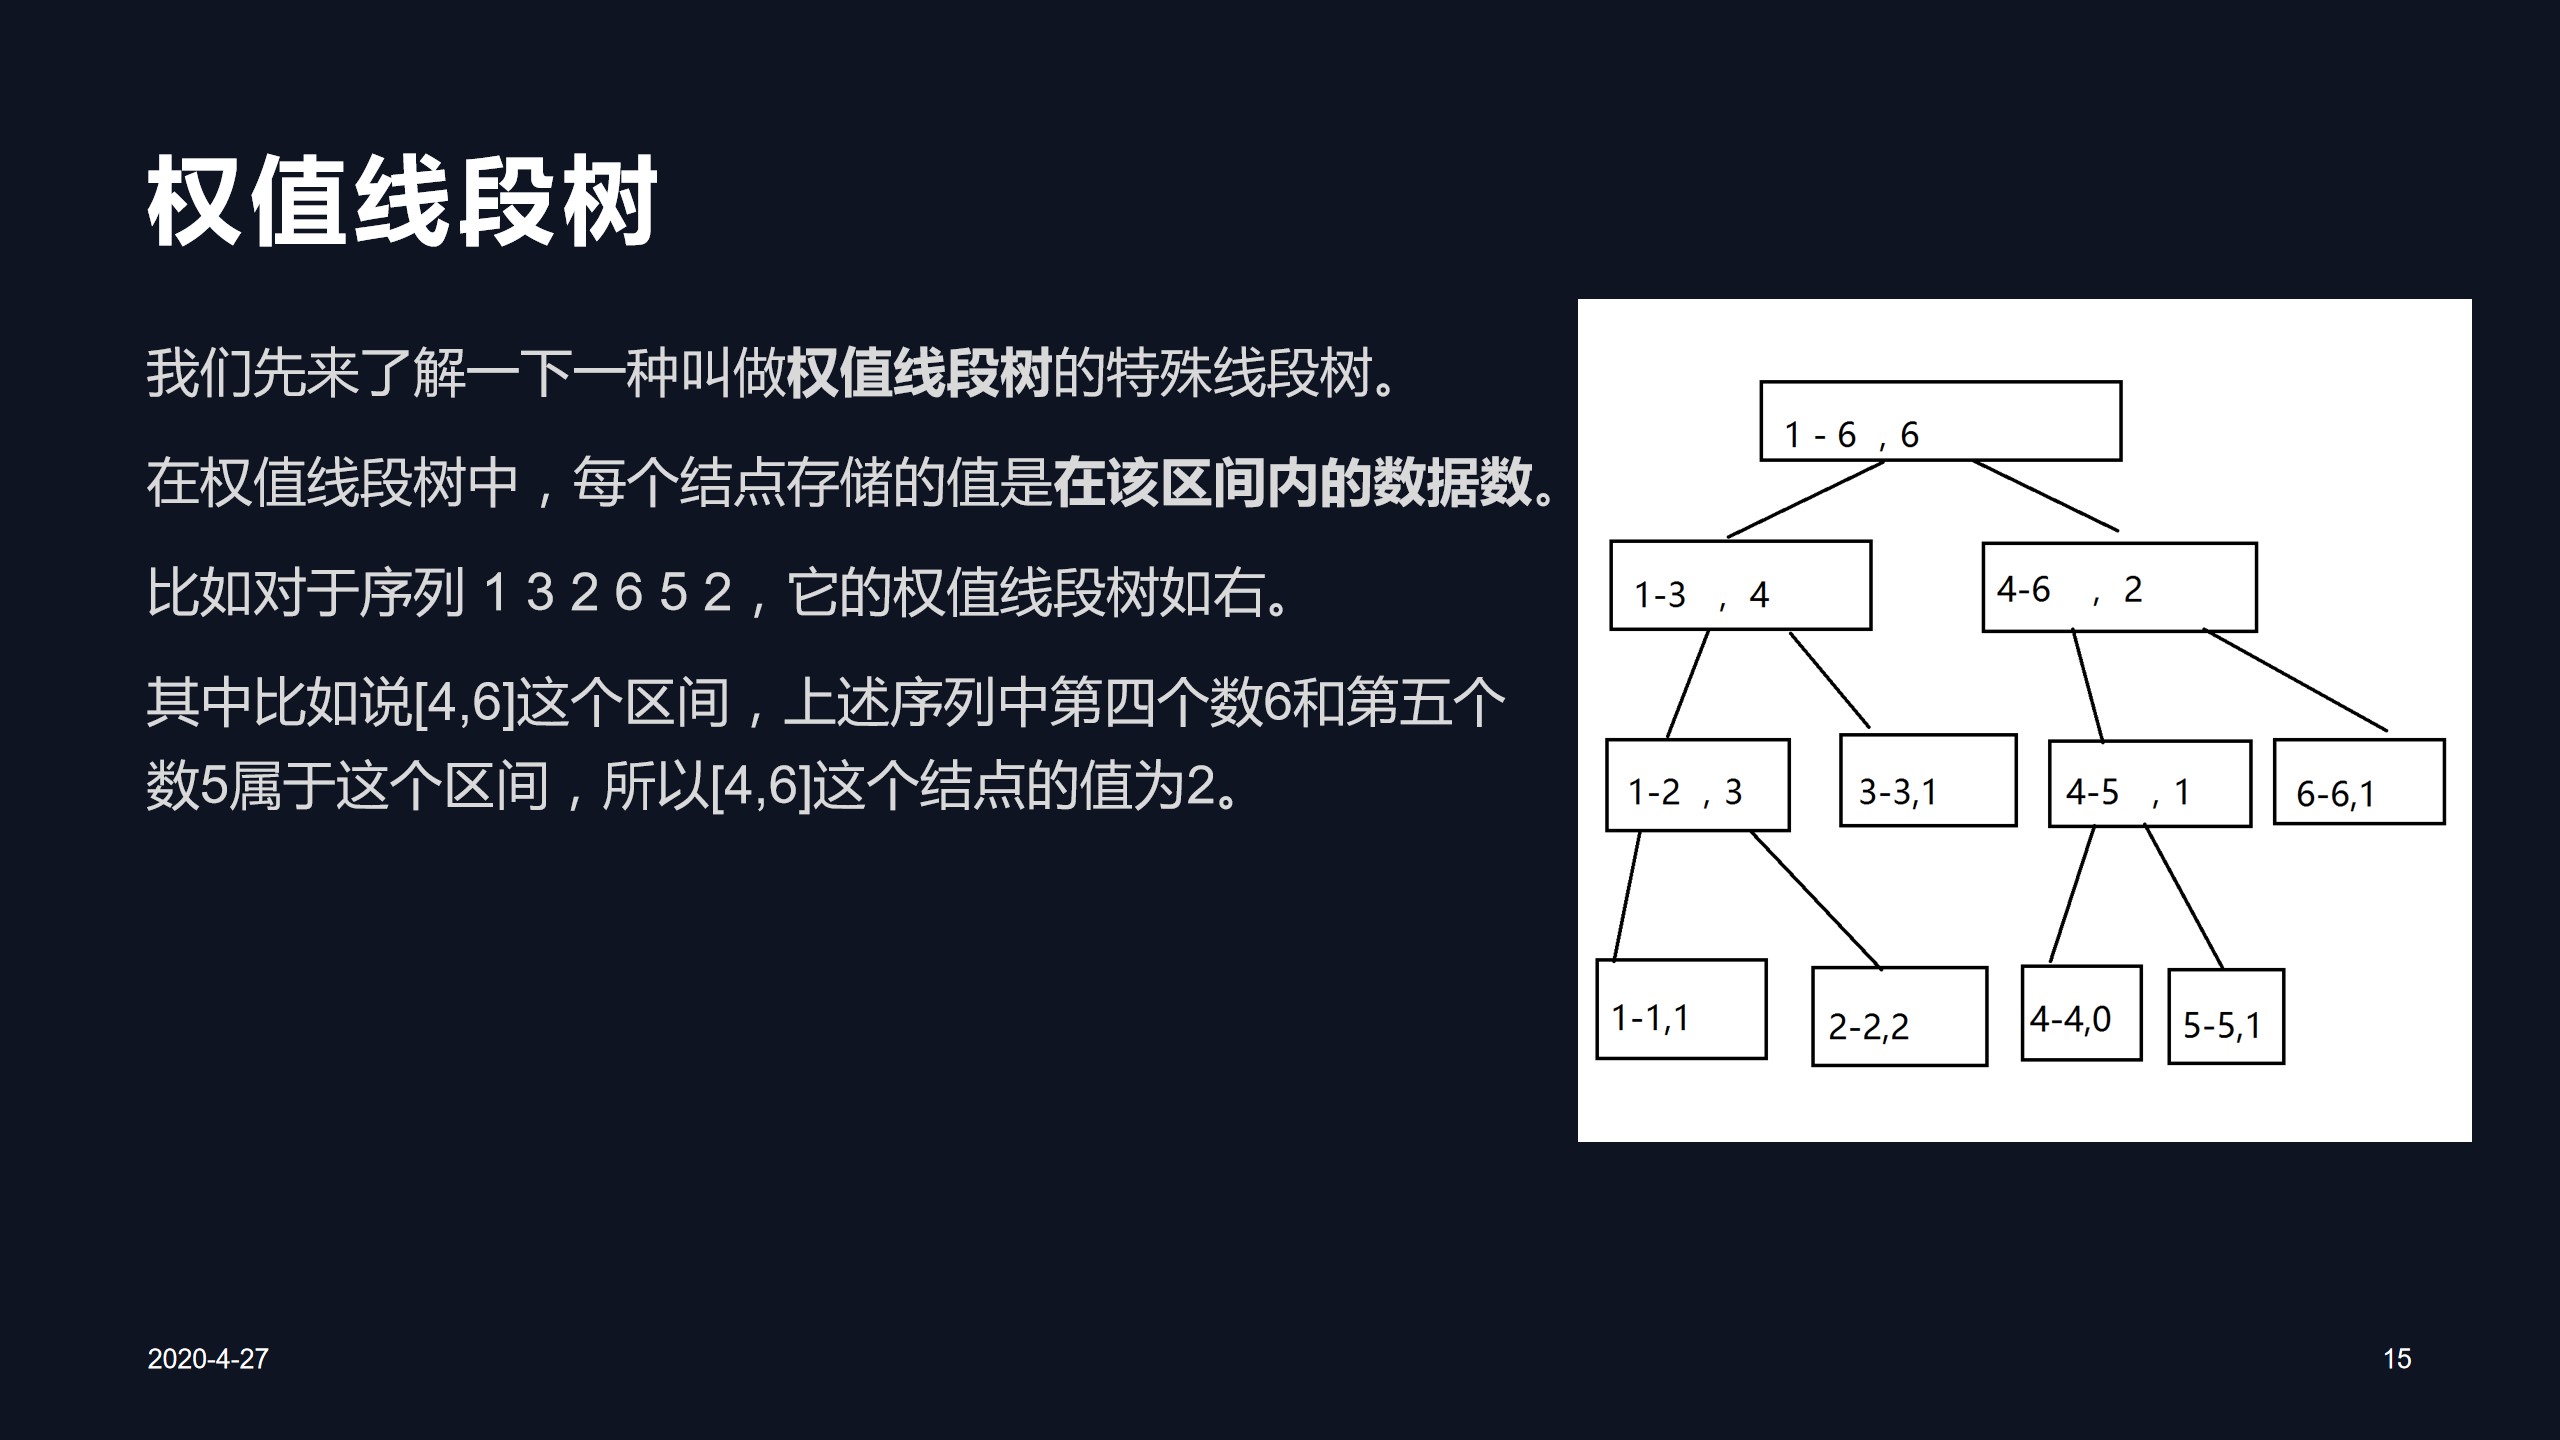 权值线段树
我们先来了解一下一种叫做权值线段树的特殊线段树。
在权值线段树中，每个结点存储的值是在该区间内的数据数。
比如对于序列 1 3 2 6 5 2，它的权值线段树如右。
其中比如说[4,6]这个区间，上述序列中第四个数6和第五个
数5属于这个区间，所以[4,6]这个结点的值为2。
1 - 6 , 6
1-3 , 4
4-6 , 2
1-2 , 3
3-3,1
4-5 , 1
6-6,1
1-1,1
2-2,2
4-4,0
5-5,1
2020-4-27
15